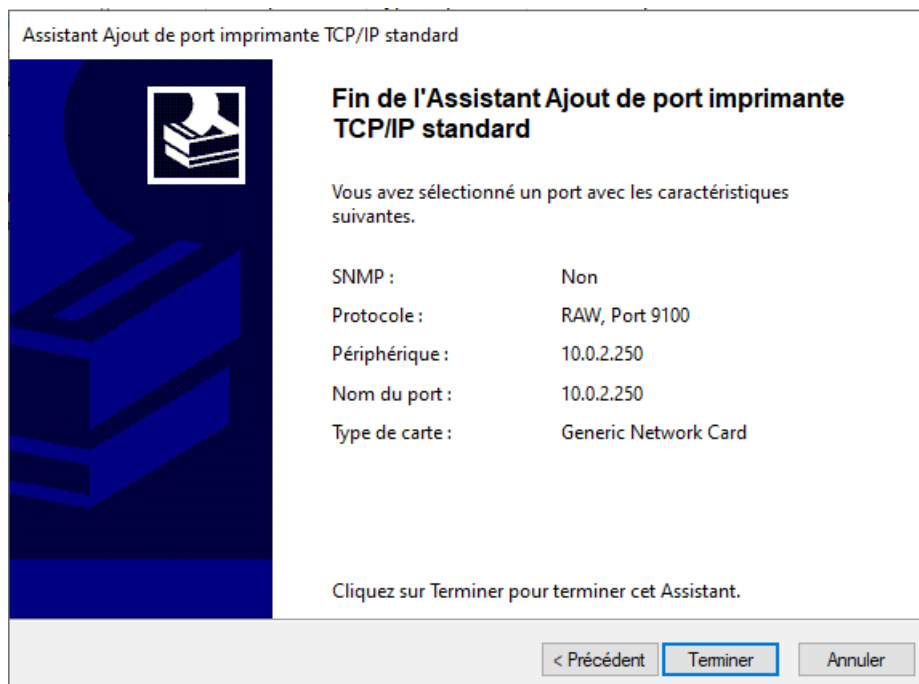 Assistant Ajout de port imprimante TCP/IP standard
Fin de l'Assistant Ajout de port imprimante
TCP/IP standard
Vous avez sélectionné un port avec les caractéristiques
suivantes.
SNMP : Non
Protocole : RAW, Port 9100
Périphérique : 10.0.2.250
Nom du port : 10.0.2.250
Type de carte : Generic Network Card
Cliquez sur Terminer pour terminer cet Assistant.
< Précédent Terminer Annuler